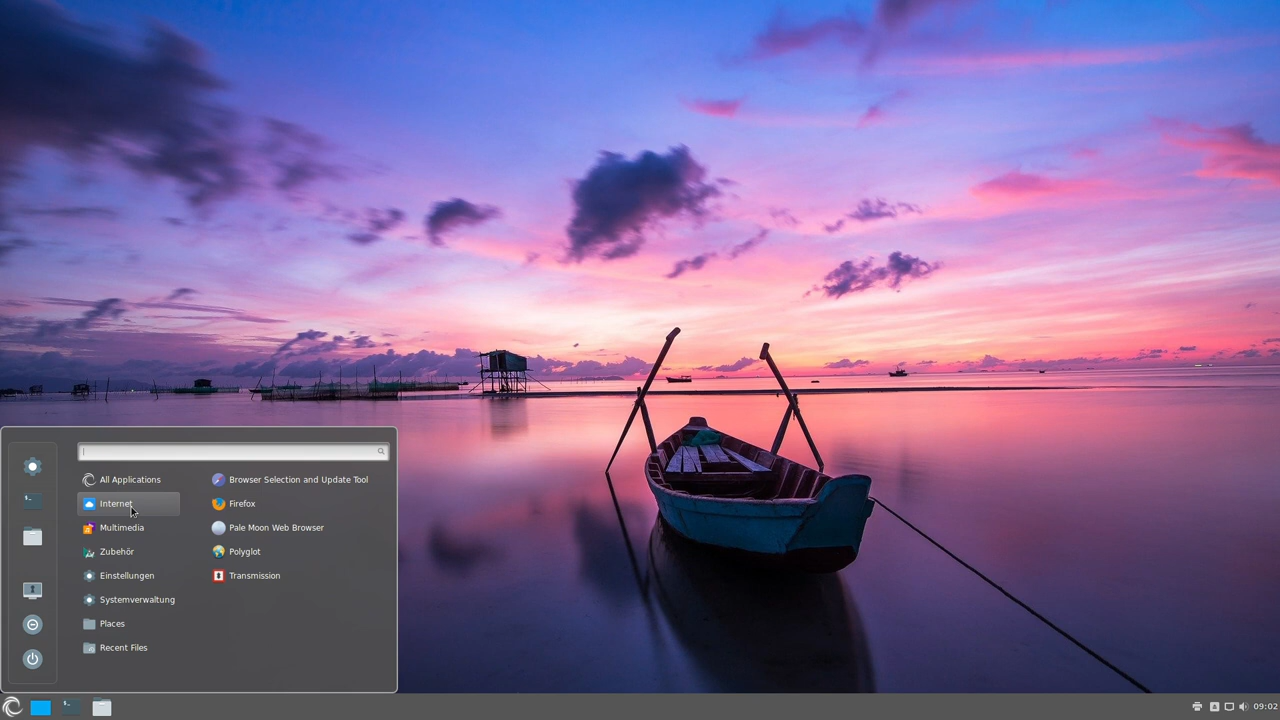 All Applications
Internet
Multimedia
Zubehör
Einstellungen
Systemverwaltung
Places
Recent Files
Browser Selection and Update Tool
Firefox
Pale Moon Web Browser
Polyglot
Transmission
09:02